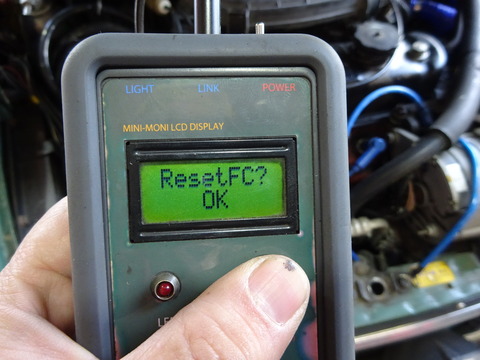 LIGHT LINK POWER
MINI-MONI LCD DISPLAY
ResetFC?
OK